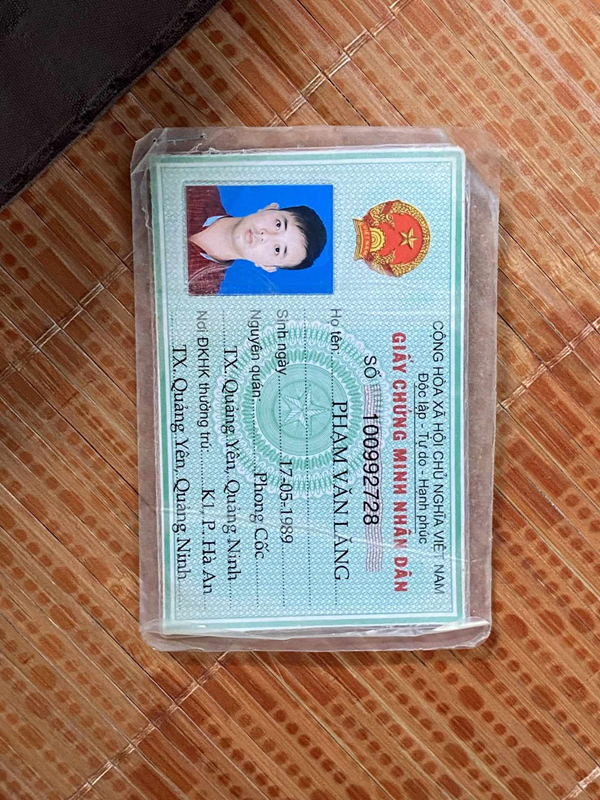 CỘNG HÒA XÃ HỘI CHỦ NGHĨA VIỆT NAM
Độc lập - Tự do - Hạnh phúc
GIẤY CHỨNG MINH NHÂN DÂN
SỐ 100992728
Họ tên: PHẠM VĂN LĂNG
Sinh ngày 17-05-1989
Nguyên quán: Phong Cốc
TX. Quảng Yên, Quảng Ninh
Nơi ĐKHK thường trú: K1, P. Hà An
TX. Quảng Yên, Quảng Ninh